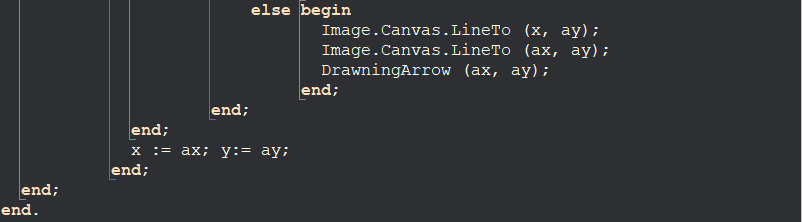 else begin
Image.Canvas.LineTo (x, ay);
Image.Canvas.LineTo (ax, ay);
DrawningArrow (ax, ay);
end;
end;
end;
x := ax; y:= ay;
end;
end;
end.